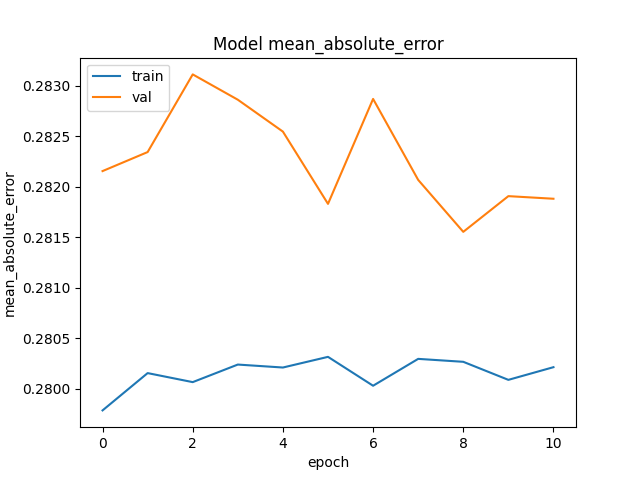 Model mean_absolute_error
train
val
mean_absolute_error
0.2830
0.2825
0.2820
0.2815
0.2810
0.2805
0.2800
0 2 4 6 8 10
epoch